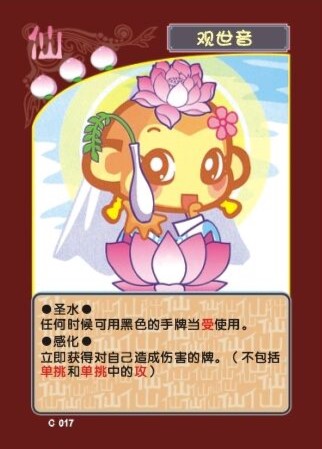 仙
观世音
●圣水●
任何时候可用黑色的手牌当受使用。
●感化●
立即获得对自己造成伤害的牌。（不包括
单挑和单挑中的攻）
C 017